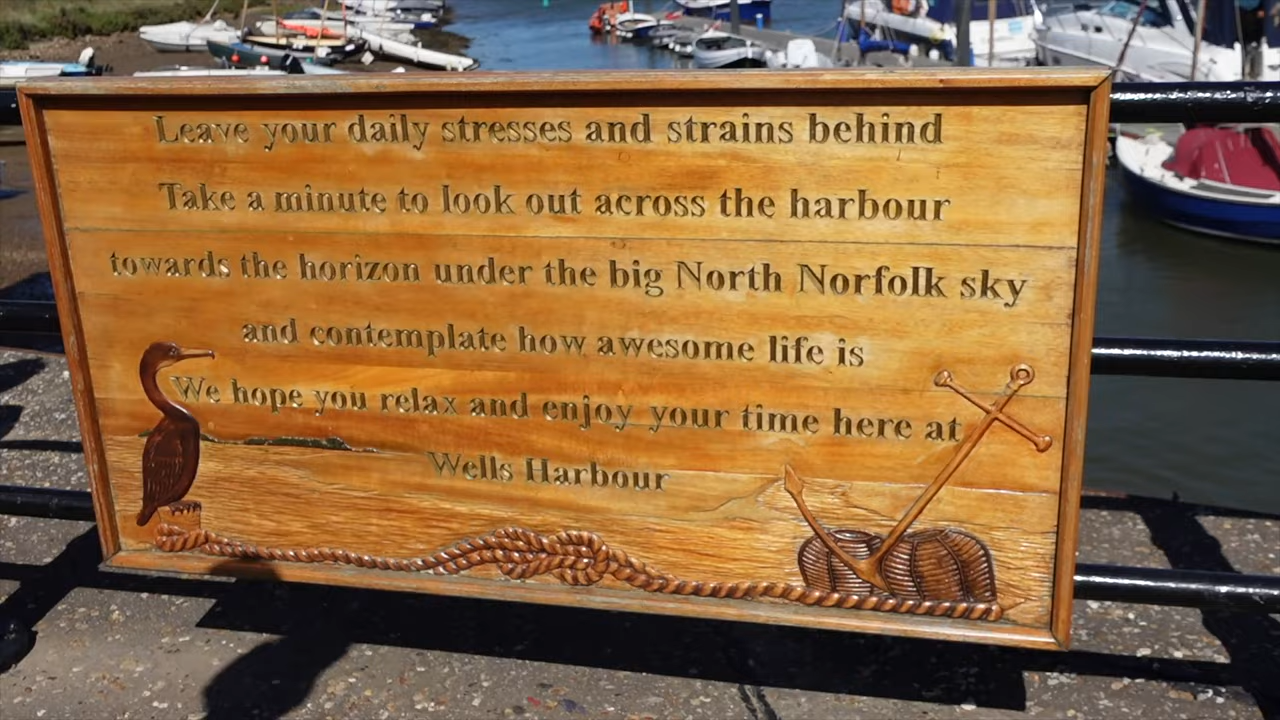 Leave your daily stresses and strains behind
Take a minute to look out across the harbour
towards the horizon under the big North Norfolk sky
and contemplate how awesome life is
We hope you relax and enjoy your time here at
Wells Harbour